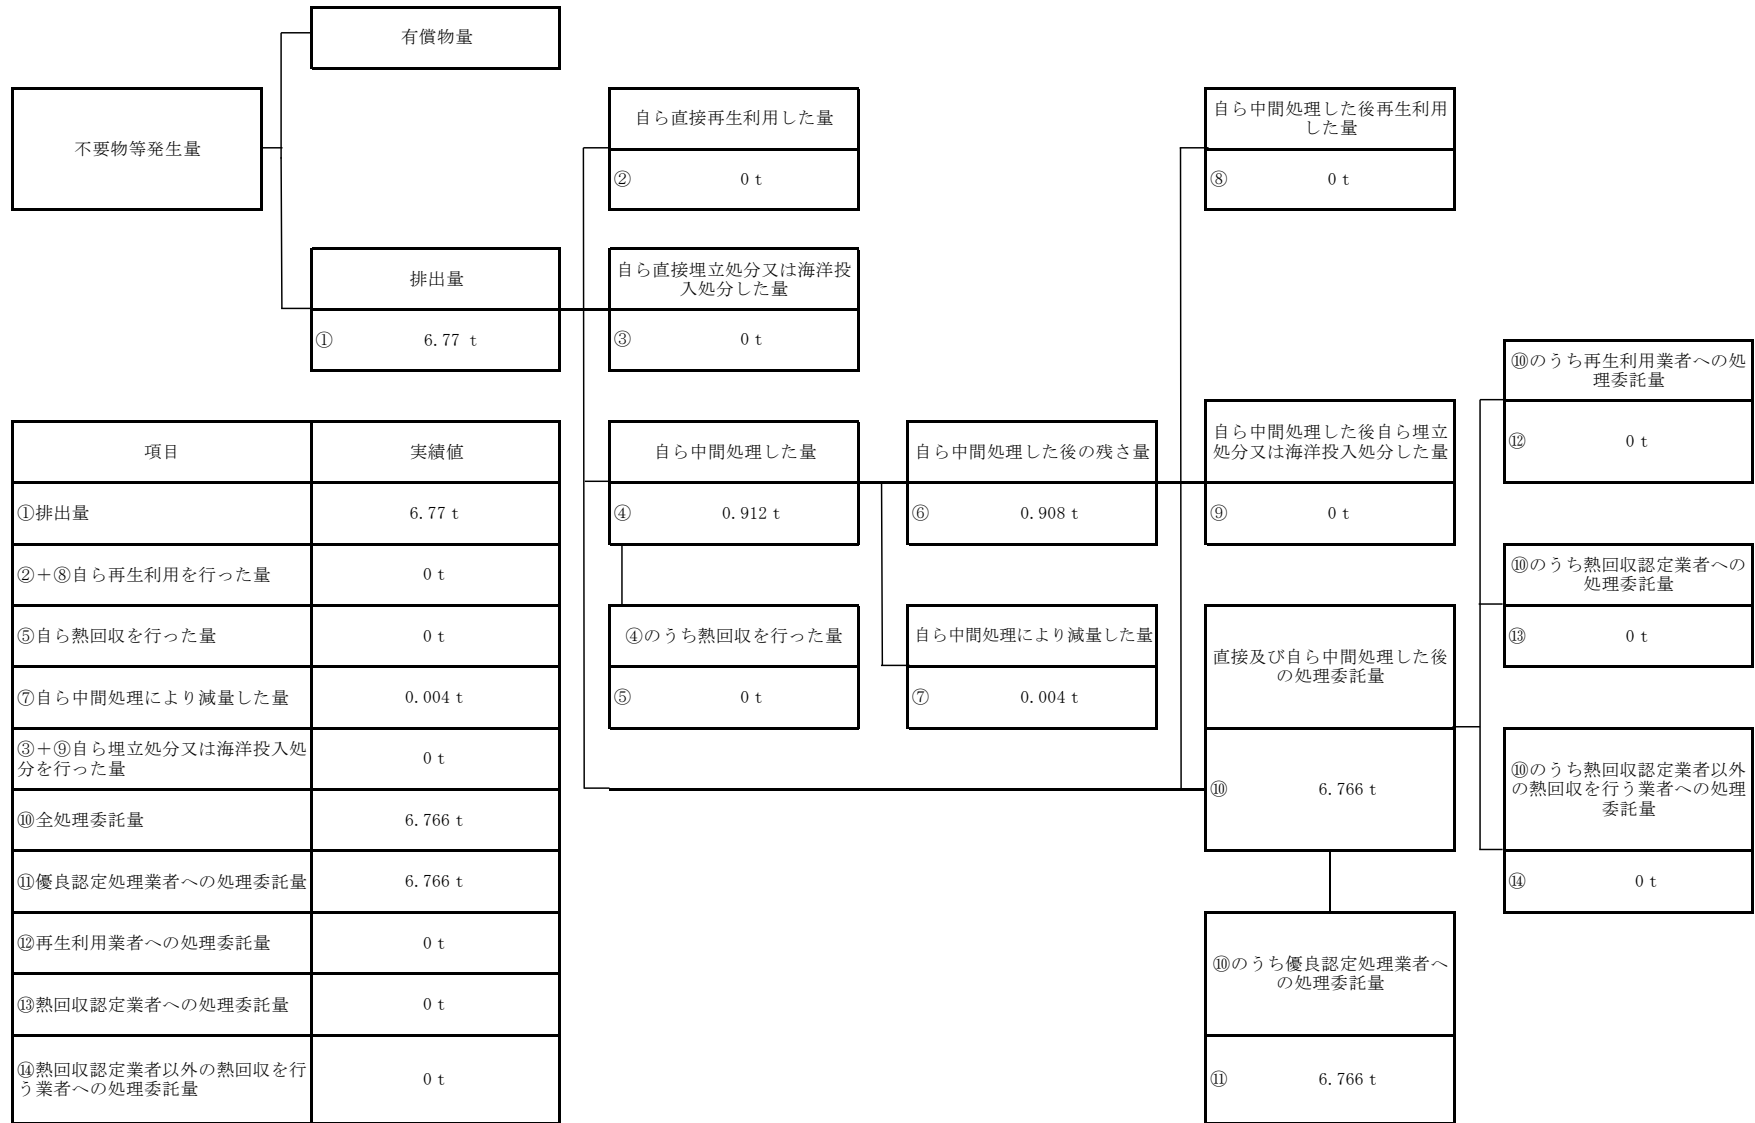 有償物量
不要物等発生量
自ら直接再生利用した量
② 0 t
自ら中間処理した後再生利用
した量
⑧ 0 t
排出量
① 6.77 t
自ら直接埋立処分又は海洋投
入処分した量
③ 0 t
⑩のうち再生利用業者への処
理委託量
⑫ 0 t
項目 実績値
①排出量 6.77 t
②+⑧自ら再生利用を行った量 0 t
⑤自ら熱回収を行った量 0 t
⑦自ら中間処理により減量した量 0.004 t
③+⑨自ら埋立処分又は海洋投入処
分を行った量 0 t
⑩全処理委託量 6.766 t
⑪優良認定処理業者への処理委託量 6.766 t
⑫再生利用業者への処理委託量 0 t
⑬熱回収認定業者への処理委託量 0 t
⑭熱回収認定業者以外の熱回収を行
う業者への処理委託量 0 t
自ら中間処理した量
④ 0.912 t
④のうち熱回収を行った量
⑤ 0 t
自ら中間処理した後の残さ量
⑥ 0.908 t
自ら中間処理により減量した量
⑦ 0.004 t
自ら中間処理した後自ら埋立
処分又は海洋投入処分した量
⑨ 0 t
直接及び自ら中間処理した後
の処理委託量
⑩ 6.766 t
⑩のうち優良認定処理業者へ
の処理委託量
⑪ 6.766 t
⑩のうち熱回収認定業者への
処理委託量
⑬ 0 t
⑩のうち熱回収認定業者以外
の熱回収を行う業者への処理
委託量
⑭ 0 t